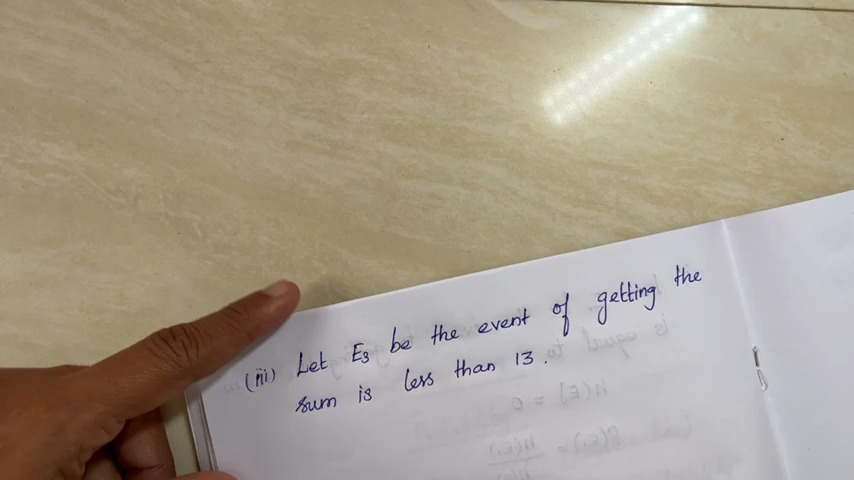 (iii) Let E3 be the event of getting the
sum is less than 13.